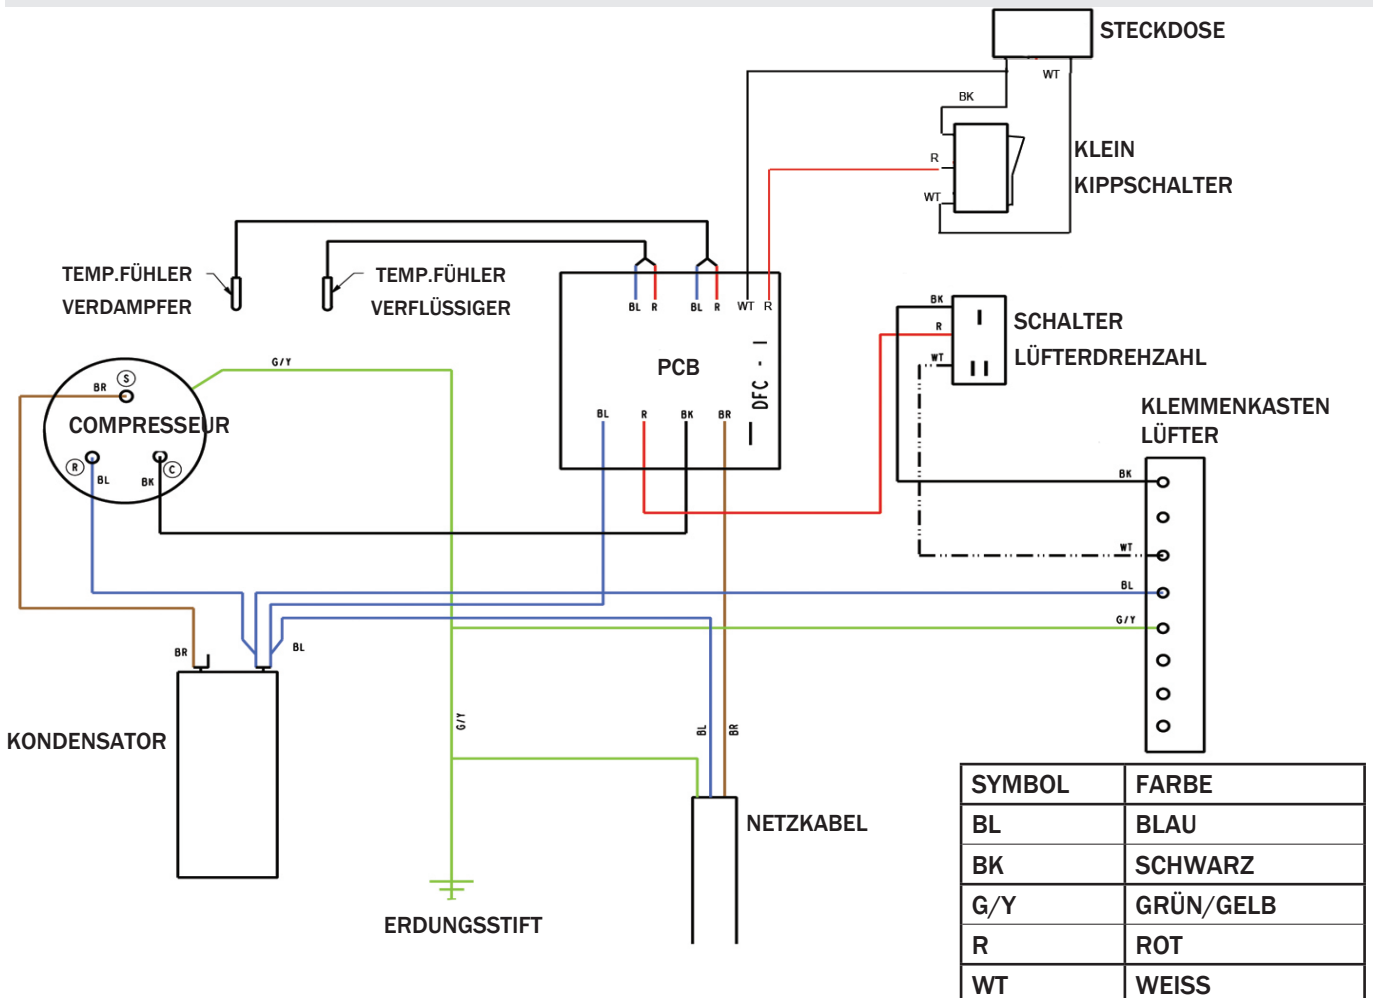 STECKDOSE
WT
BK
KLEIN
KIPPSCHALTER
R
WT
TEMP.FÜHLER
VERDAMPFER
TEMP.FÜHLER
VERFLÜSSIGER
BL R BL R WT R
PCB
DFC - I
BL R BK BR
BK
R
WT
SCHALTER
LÜFTERDREHZAHL
I
II
G/Y
BR
S
COMPRESSEUR
R
BL
BK
C
KLEMMENKASTEN
LÜFTER
BK
WT
BL
G/Y
BR
BL
KONDENSATOR
G/Y
BL
BR
NETZKABEL
ERDUNGSSTIFT
SYMBOL FARBE
BL BLAU
BK SCHWARZ
G/Y GRÜN/GELB
R ROT
WT WEISS